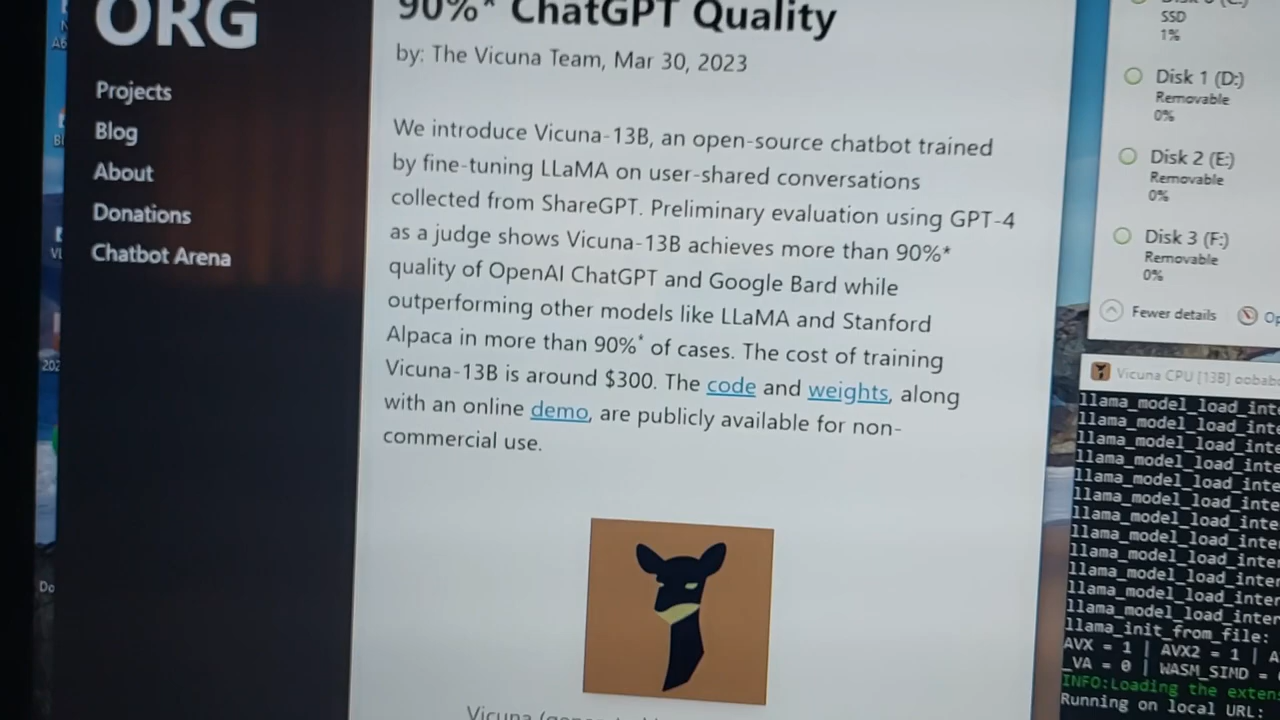 ORG
Projects
Blog
About
Donations
Chatbot Arena
90%* ChatGPT Quality
by: The Vicuna Team, Mar 30, 2023
We introduce Vicuna-13B, an open-source chatbot trained
by fine-tuning LLaMA on user-shared conversations
collected from ShareGPT. Preliminary evaluation using GPT-4
as a judge shows Vicuna-13B achieves more than 90%*
quality of OpenAI ChatGPT and Google Bard while
outperforming other models like LLaMA and Stanford
Alpaca in more than 90%* of cases. The cost of training
Vicuna-13B is around $300. The code and weights, along
with an online demo, are publicly available for non-
commercial use.
Vicuna
SSD
1%
Disk 1 (D:)
Removable
0%
Disk 2 (E:)
Removable
0%
Disk 3 (F:)
Removable
0%
Fewer details
Vicuna CPU [13B] oobab
llama_model_load_inte
llama_model_load_inte
llama_model_load_inte
llama_model_load_inte
llama_model_load_inte
llama_model_load_inte
llama_model_load_inte
llama_model_load_inter
llama_model_load_inter
llama_model_load_inter
llama_model_load_inter
llama_init_from_file:
AVX = 1 | AVX2 = 1 | A
_VA = 0 | WASM_SIMD =
INFO:Loading the exten
Running on local URL: